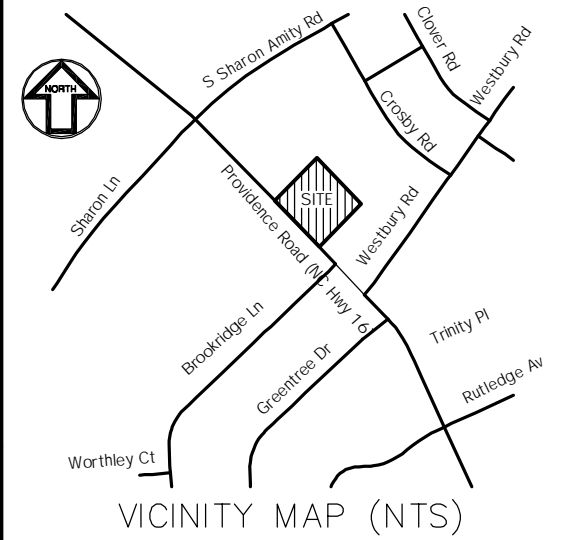 S Sharon Amity Rd
Clover Rd
Westbury Rd
NORTH
Crosby Rd
Sharon Ln
SITE
Providence Road (NC Hwy 16
Westbury Rd
Brookridge Ln
Trinity Pl
Greentree Dr
Rutledge Av
Worthley Ct
VICINITY MAP (NTS)